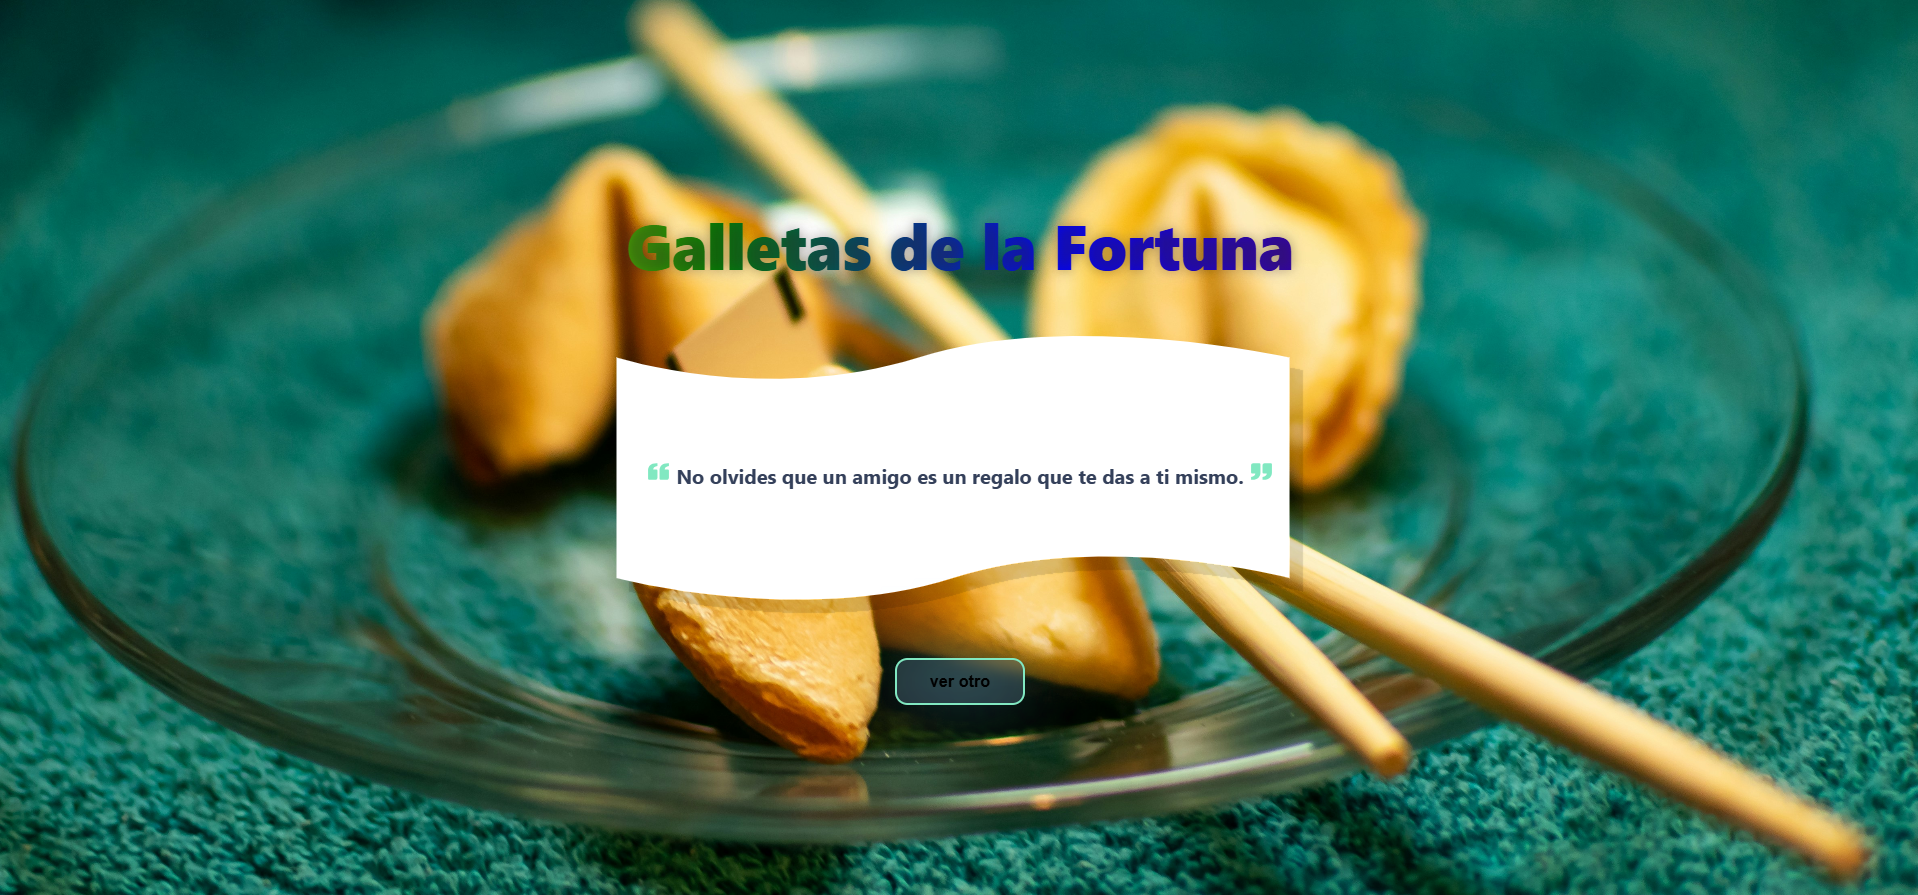 Galletas de la Fortuna
❝ No olvides que un amigo es un regalo que te das a ti mismo. ❞
ver otro